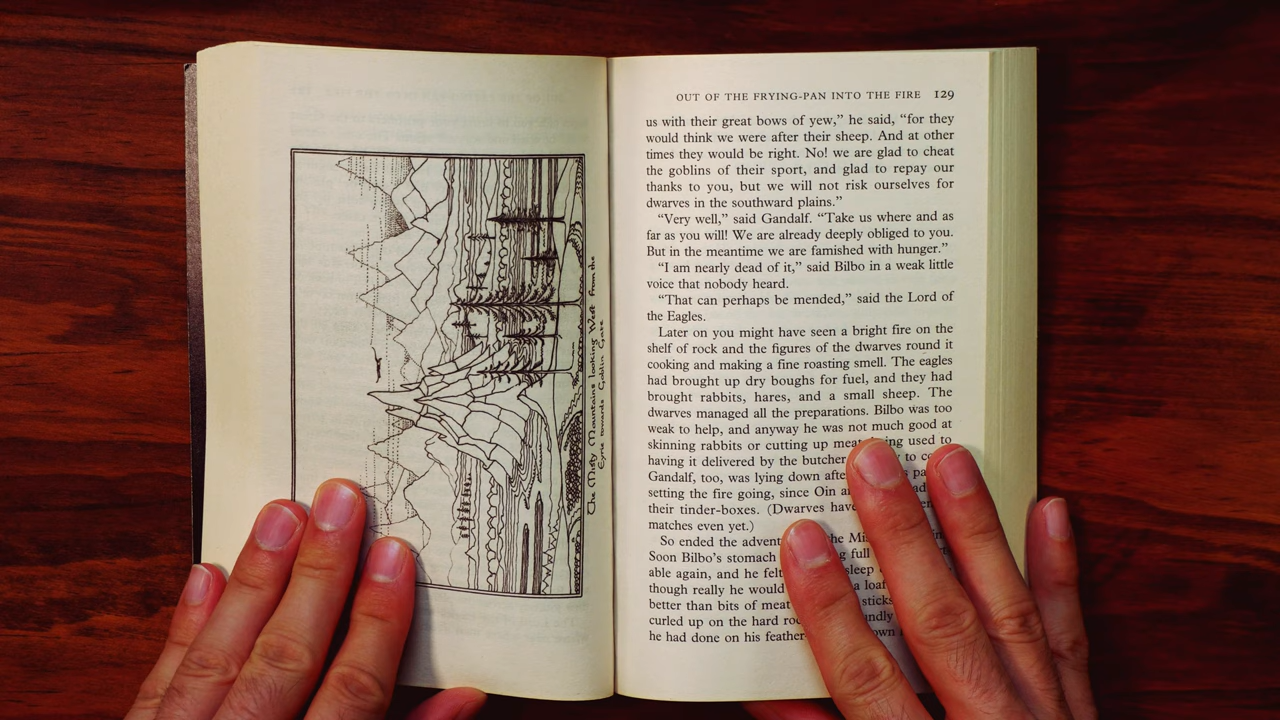 The Misty Mountains looking West from the
Eyrie towards Goblin Gate
OUT OF THE FRYING-PAN INTO THE FIRE 129
us with their great bows of yew,” he said, “for they
would think we were after their sheep. And at other
times they would be right. No! we are glad to cheat
the goblins of their sport, and glad to repay our
thanks to you, but we will not risk ourselves for
dwarves in the southward plains.”
“Very well,” said Gandalf. “Take us where and as
far as you will! We are already deeply obliged to you.
But in the meantime we are famished with hunger.”
“I am nearly dead of it,” said Bilbo in a weak little
voice that nobody heard.
“That can perhaps be mended,” said the Lord of
the Eagles.
Later on you might have seen a bright fire on the
shelf of rock and the figures of the dwarves round it
cooking and making a fine roasting smell. The eagles
had brought up dry boughs for fuel, and they had
brought rabbits, hares, and a small sheep. The
dwarves managed all the preparations. Bilbo was too
weak to help, and anyway he was not much good at
skinning rabbits or cutting up meat, being used to
having it delivered by the butcher to
Gandalf, too, was lying down after
setting the fire going, since Oin
their tinder-boxes. (Dwarves have
matches even yet.)
So ended the the
Soon Bilbo’s stomach full
able again, and he felt sleep
though really he would a loaf
better than bits of meat sticks
curled up on the hard
he had done on his